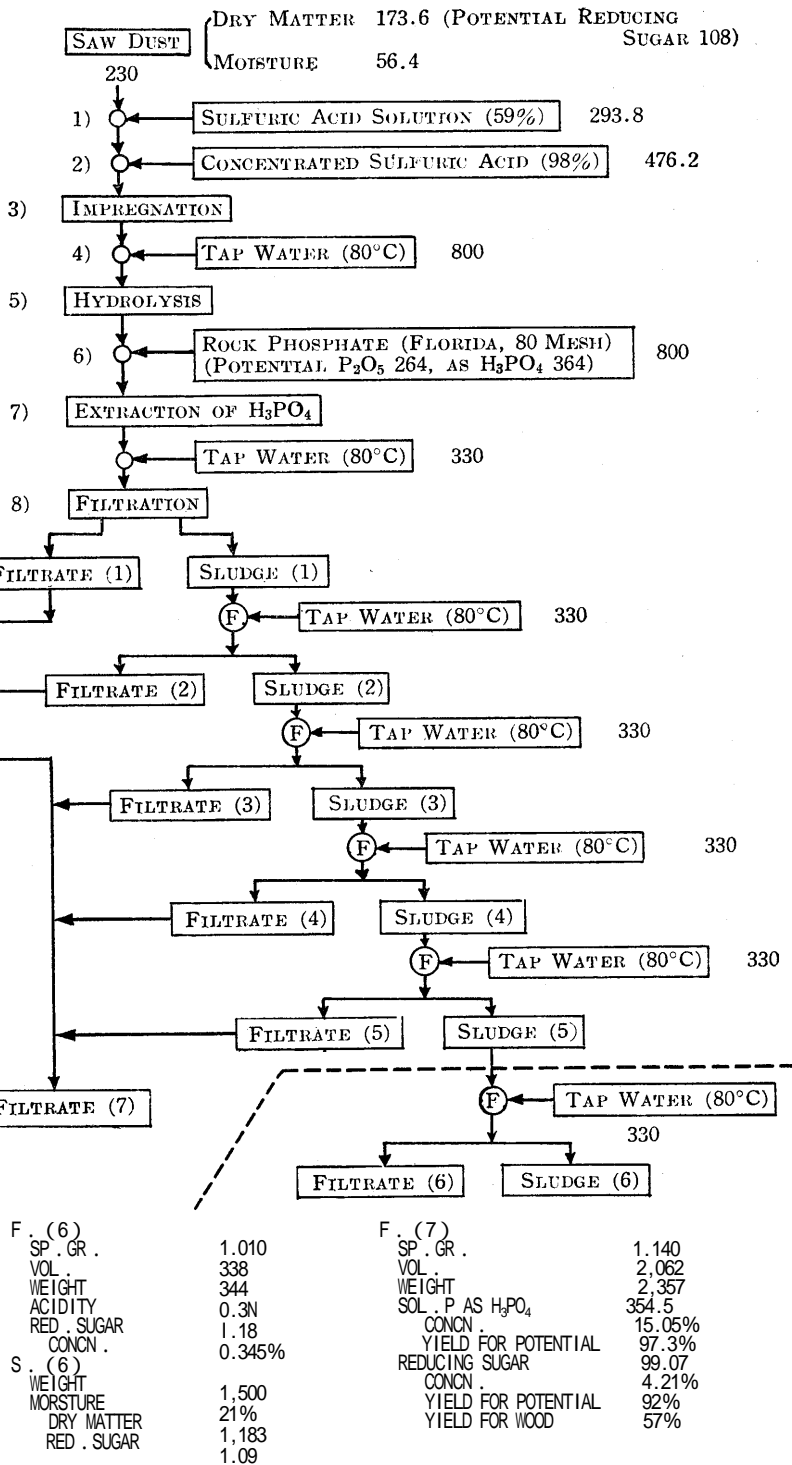 DRY MATTER 173.6 (POTENTIAL REDUCING
SUGAR 108)
SAW DUST
MOISTURE 56.4
230
1) SULFURIC ACID SOLUTION (59%) 293.8
2) CONCENTRATED SULFURIC ACID (98%) 476.2
3) IMPREGNATION
4) TAP WATER (80°C) 800
5) HYDROLYSIS
6) ROCK PHOSPHATE (FLORIDA, 80 MESH)
(POTENTIAL P₂O₅ 264, AS H₃PO₄ 364) 800
7) EXTRACTION OF H₃PO₄
TAP WATER (80°C) 330
8) FILTRATION
FILTRATE (1) SLUDGE (1)
F TAP WATER (80°C) 330
FILTRATE (2) SLUDGE (2)
F TAP WATER (80°C) 330
FILTRATE (3) SLUDGE (3)
F TAP WATER (80°C) 330
FILTRATE (4) SLUDGE (4)
F TAP WATER (80°C) 330
FILTRATE (5) SLUDGE (5)
FILTRATE (7) F TAP WATER (80°C)
330
FILTRATE (6) SLUDGE (6)
F. (6)
SP.GR. 1.010
VOL. 338
WEIGHT 344
ACIDITY 0.3N
RED.SUGAR 1.18
CONCN. 0.345%
S. (6)
WEIGHT 1,500
MORSTURE 21%
DRY MATTER 1,183
RED.SUGAR 1.09
F. (7)
SP.GR. 1.140
VOL. 2,062
WEIGHT 2,357
SOL.P AS H₃PO₄ 354.5
CONCN. 15.05%
YIELD FOR POTENTIAL 97.3%
REDUCING SUGAR 99.07
CONCN. 4.21%
YIELD FOR POTENTIAL 92%
YIELD FOR WOOD 57%